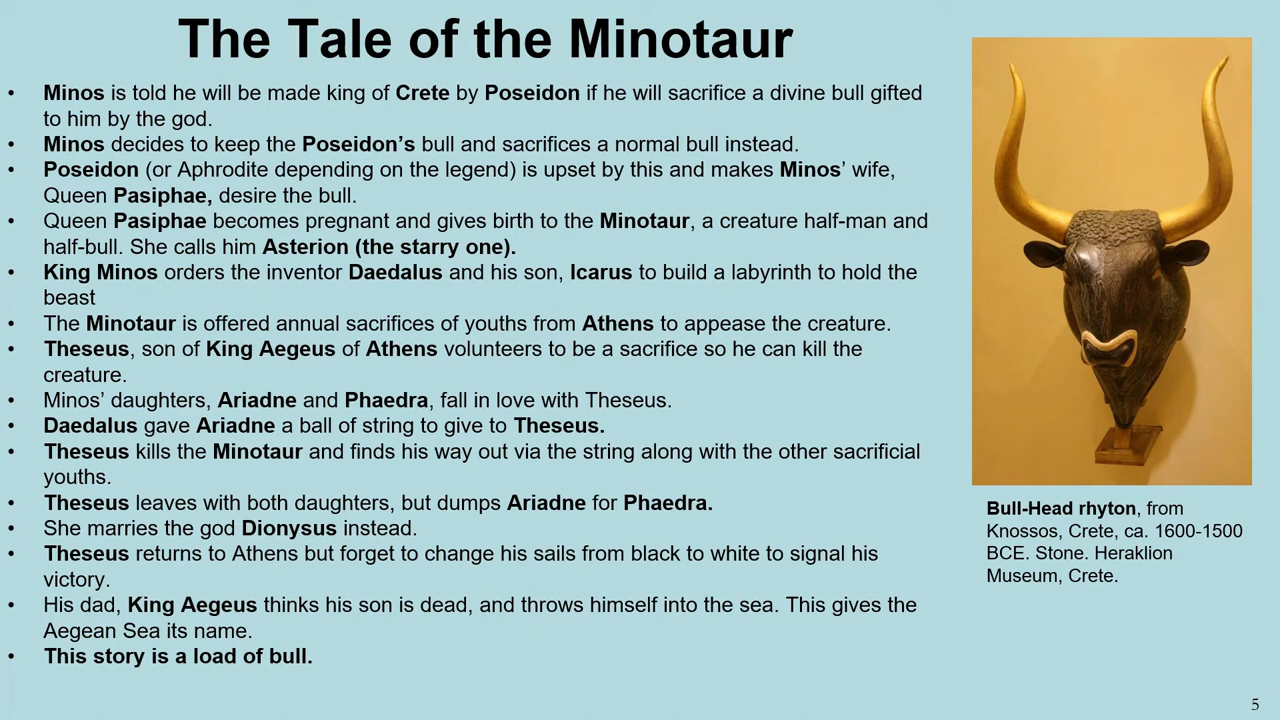 The Tale of the Minotaur
• Minos is told he will be made king of Crete by Poseidon if he will sacrifice a divine bull gifted
to him by the god.
• Minos decides to keep the Poseidon’s bull and sacrifices a normal bull instead.
• Poseidon (or Aphrodite depending on the legend) is upset by this and makes Minos’ wife,
Queen Pasiphae, desire the bull.
• Queen Pasiphae becomes pregnant and gives birth to the Minotaur, a creature half-man and
half-bull. She calls him Asterion (the starry one).
• King Minos orders the inventor Daedalus and his son, Icarus to build a labyrinth to hold the
beast
• The Minotaur is offered annual sacrifices of youths from Athens to appease the creature.
• Theseus, son of King Aegeus of Athens volunteers to be a sacrifice so he can kill the
creature.
• Minos’ daughters, Ariadne and Phaedra, fall in love with Theseus.
• Daedalus gave Ariadne a ball of string to give to Theseus.
• Theseus kills the Minotaur and finds his way out via the string along with the other sacrificial
youths.
• Theseus leaves with both daughters, but dumps Ariadne for Phaedra.
• She marries the god Dionysus instead.
• Theseus returns to Athens but forget to change his sails from black to white to signal his
victory.
• His dad, King Aegeus thinks his son is dead, and throws himself into the sea. This gives the
Aegean Sea its name.
• This story is a load of bull.
Bull-Head rhyton, from
Knossos, Crete, ca. 1600-1500
BCE. Stone. Heraklion
Museum, Crete.
5